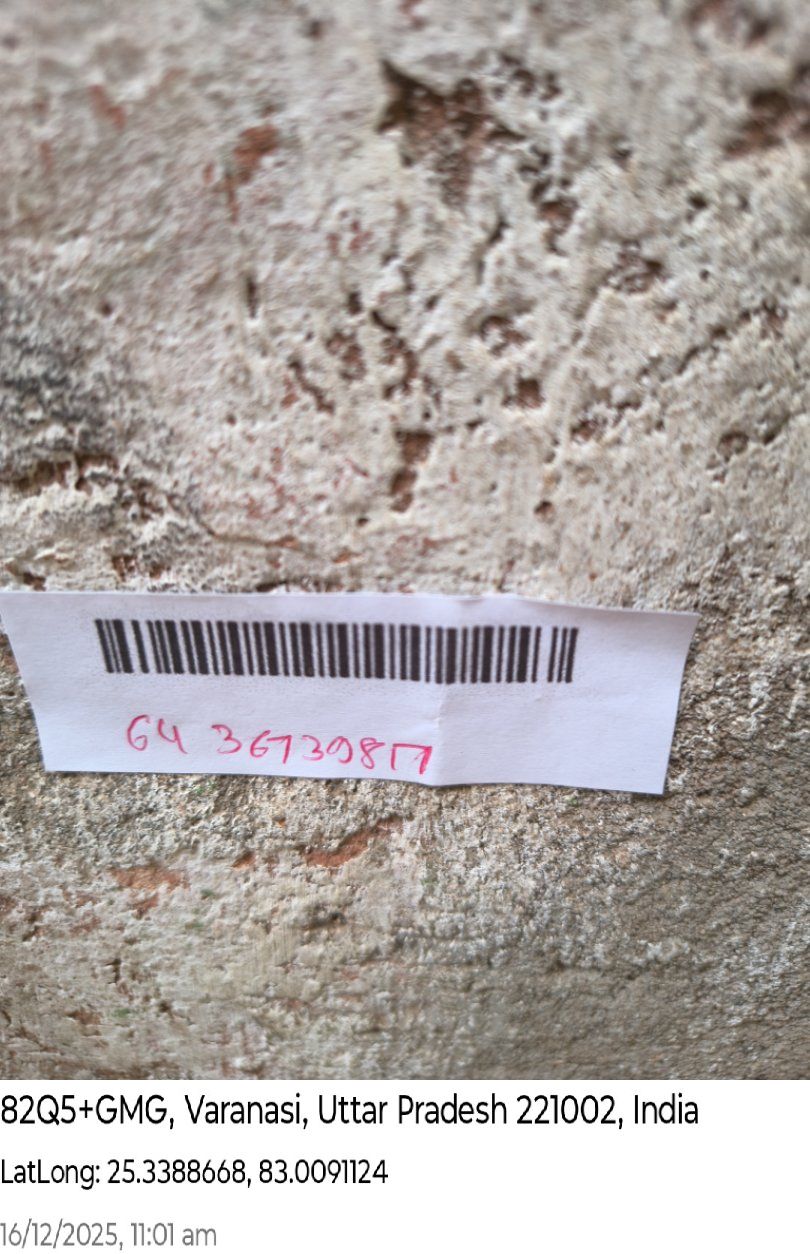 64 36739817
82Q5+GMG, Varanasi, Uttar Pradesh 221002, India
LatLong: 25.3388668, 83.0091124
16/12/2025, 11:01 am